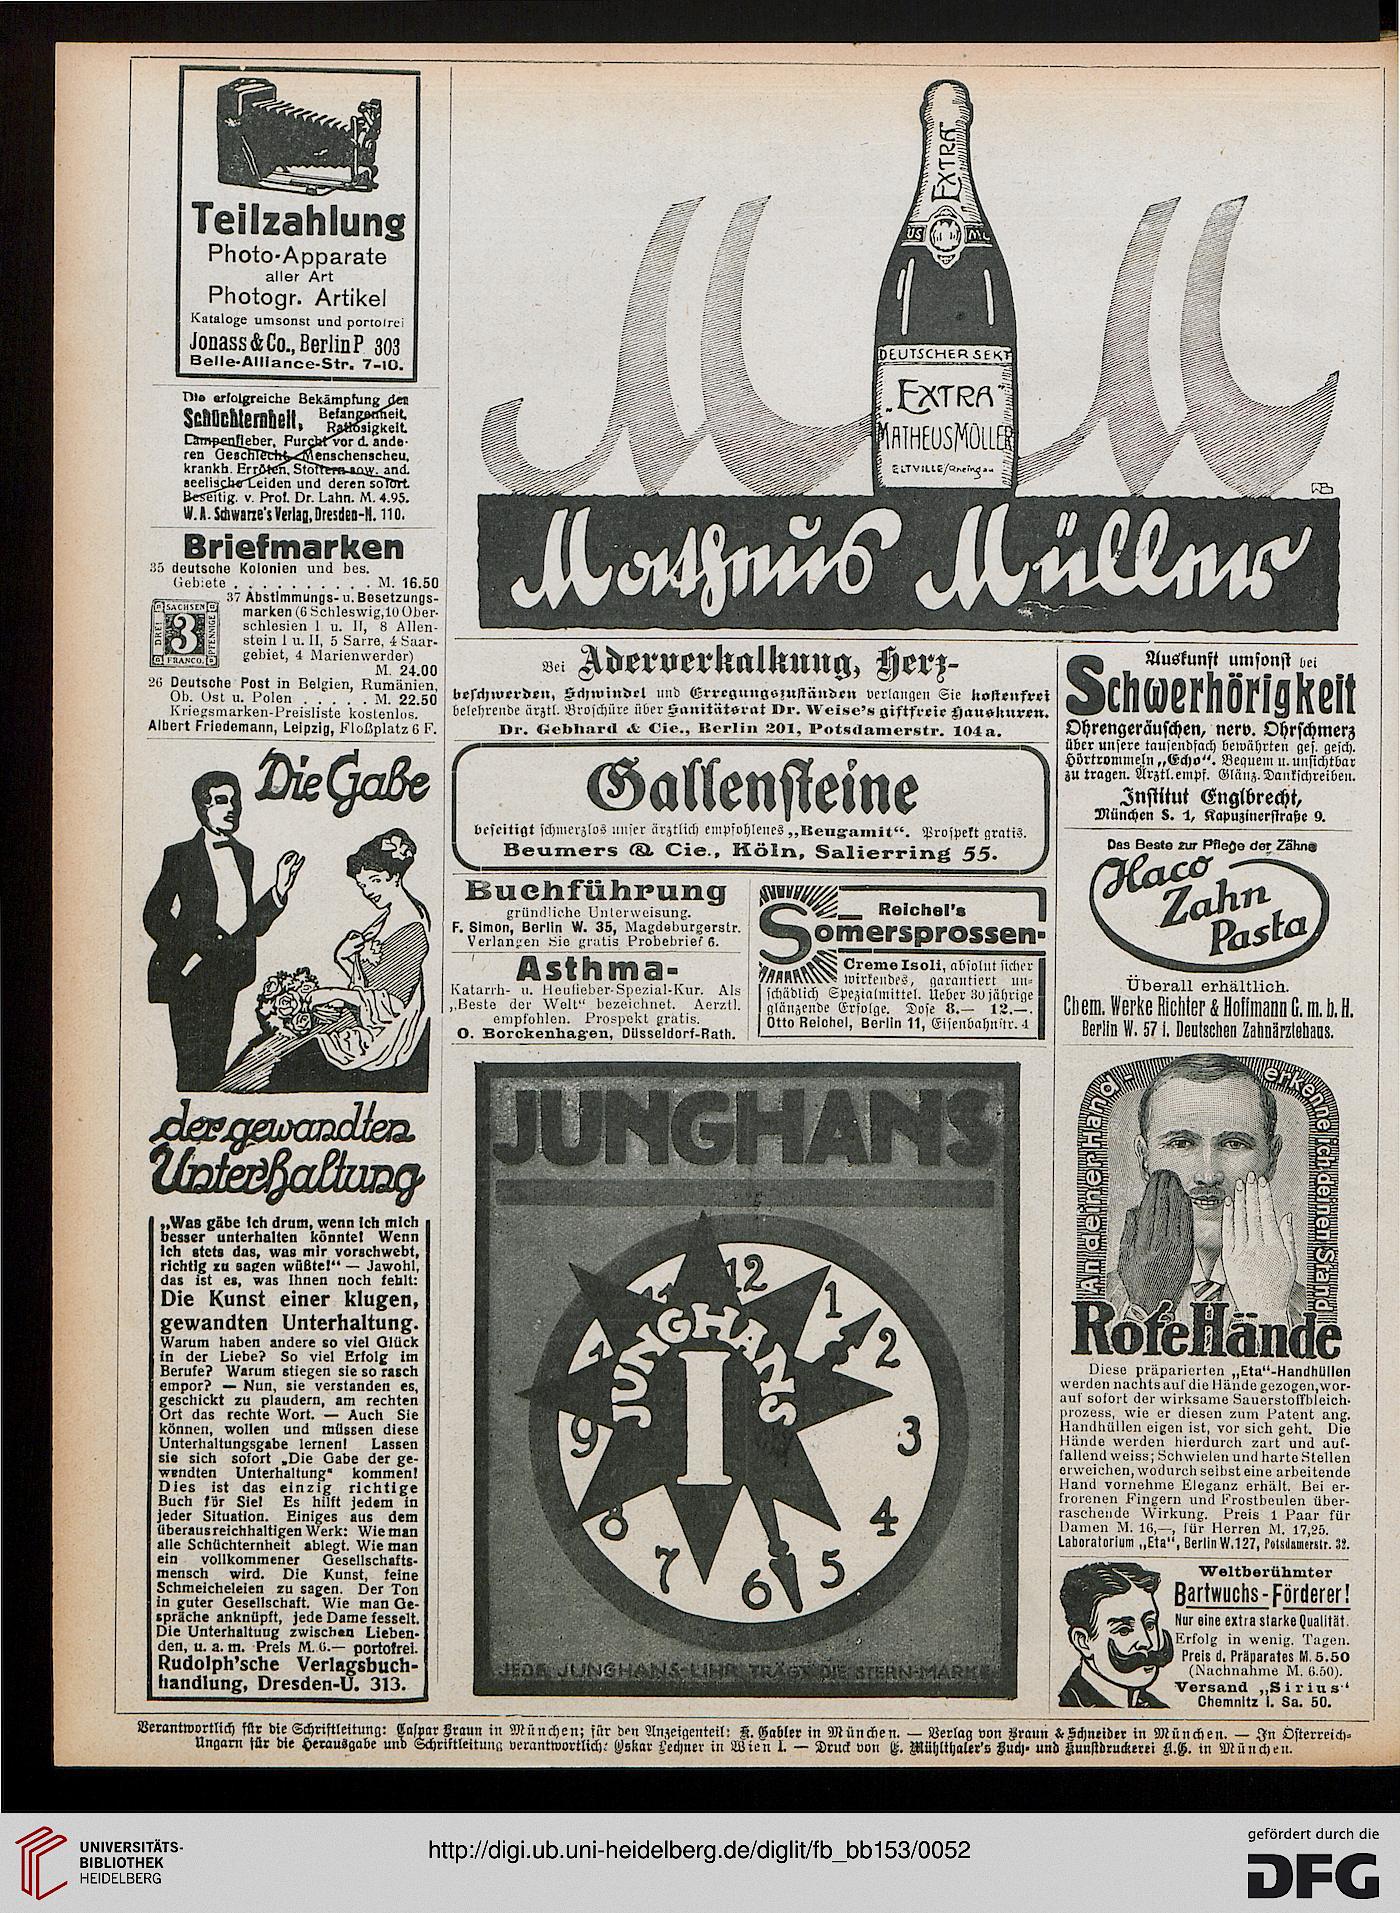 Teilzahlung
Photo-Apparate
aller Art
Photogr. Artikel
Kataloge umsonst und portofrei
Jonass & Co., Berlin P 303
Belle-Alliance-Str. 7-10.
Die erfolgreiche Bekämpfung der
Schüchternheit, Befangenheit,
Ratlosigkeit.
Lampenfieber, Furcht vor d. ande-
ren Geschlecht, Menschenscheu,
krankh. Erröten, Stottern sow. and.
seelische Leiden und deren sofort.
Beseitig. v. Prof. Dr. Lahn. M. 4.95.
W. A. Schwarze's Verlag, Dresden-N. 110.
Briefmarken
35 deutsche Kolonien und bes.
Gebiete . . . . . . . . . . M. 16.50
SACHSEN
DREI
3
PFENNIGE
FRANCO.
37 Abstimmungs- u. Besetzungs-
marken (6 Schleswig, 10 Ober-
schlesien I u. II, 8 Allen-
stein I u. II, 5 Sarre, 4 Saar-
gebiet, 4 Marienwerder)
M. 24.00
26 Deutsche Post in Belgien, Rumänien,
Ob. Ost u. Polen . . . . . M. 22.50
Kriegsmarken-Preisliste kostenlos.
Albert Friedemann, Leipzig, Floßplatz 6 F.
Die Gabe
der gewandten
Unterhaltung
„Was gäbe ich drum, wenn ich mich
besser unterhalten könnte! Wenn
ich stets das, was mir vorschwebt,
richtig zu sagen wüßte!“ — Jawohl,
das ist es, was Ihnen noch fehlt:
Die Kunst einer klugen,
gewandten Unterhaltung.
Warum haben andere so viel Glück
in der Liebe? So viel Erfolg im
Berufe? Warum stiegen sie so rasch
empor? — Nun, sie verstanden es,
geschickt zu plaudern, am rechten
Ort das rechte Wort. — Auch Sie
können, wollen und müssen diese
Unterhaltungsgabe lernen! Lassen
sie sich sofort „Die Gabe der ge-
wandten Unterhaltung“ kommen!
Dies ist das einzig richtige
Buch für Sie! Es hilft jedem in
jeder Situation. Einiges aus dem
überausreichhaltigen Werk: Wie man
alle Schüchternheit ablegt. Wie man
ein vollkommener Gesellschafts-
mensch wird. Die Kunst, feine
Schmeicheleien zu sagen. Der Ton
in guter Gesellschaft. Wie man Ge-
spräche anknüpft, jede Dame fesselt.
Die Unterhaltung zwischen Lieben-
den, u. a. m. Preis M. 6.— portofrei.
Rudolph'sche Verlagsbuch-
handlung, Dresden-U. 313.
MM
EXTRA
US
MU
DEUTSCHER SEKT
„EXTRA“
MATHEUS MÜLLER
ELTVILLE/Rheingau
Matheus Müller
Bei Aderverkalkung, Herz-
beschwerden, Schwindel und Erregungszuständen verlangen Sie kostenfrei
belehrende ärztl. Broschüre über Sanitätsrat Dr. Weise's giftfreie Hauskuren.
Dr. Gebhard & Cie., Berlin 201, Potsdamerstr. 104a.
Gallensteine
beseitigt schmerzlos unser ärztlich empfohlenes „Beugamit“. Prospekt gratis.
Beumers & Cie., Köln, Salierring 55.
Buchführung
gründliche Unterweisung.
F. Simon, Berlin W. 35, Magdeburgerstr.
Verlangen Sie gratis Probebrief 6.
Asthma-
Katarrh- u. Heufieber-Spezial-Kur. Als
„Beste der Welt“ bezeichnet. Aerztl.
empfohlen. Prospekt gratis.
O. Borckenhagen, Düsseldorf-Rath.
Reichel's
Sommersprossen-
Creme Isoli, absolut sicher
wirkendes, garantiert un-
schädlich Spezialmittel. Ueber 30jährige
glänzende Erfolge. Dose 8.— 12.—.
Otto Reichel, Berlin 11, Eisenbahnstr. 4
JUNGHANS
12
1
2
3
4
5
6
7
8
9
JUNGHANS
JEDE JUNGHANS-UHR TRÄGT DIE STERN-MARKE
Auskunft umsonst bei
Schwerhörigkeit
Ohrengeräuschen, nerv. Ohrschmerz
über unsere tausendfach bewährten ges. gesch.
Hörtrommeln „Echo“. Bequem u. unsichtbar
zu tragen. Ärztl. empf. Glänz. Dankschreiben.
Institut Englbrecht,
München S. 1, Kapuzinerstraße 9.
Das Beste zur Pflege der Zähne
Haco
Zahn
Pasta
Überall erhältlich.
Chem. Werke Richter & Hoffmann G. m. b. H.
Berlin W. 57 i. Deutschen Zahnärztehaus.
An deiner Hand - erkenne ich deinen Stand
Rote Hände
Diese präparierten „Eta“-Handhüllen
werden nachts auf die Hände gezogen, wor-
auf sofort der wirksame Sauerstoffbleich-
prozess, wie er diesen zum Patent ang.
Handhüllen eigen ist, vor sich geht. Die
Hände werden hierdurch zart und auf-
fallend weiss; Schwielen und harte Stellen
erweichen, wodurch selbst eine arbeitende
Hand vornehme Eleganz erhält. Bei er-
frorenen Fingern und Frostbeulen über-
raschende Wirkung. Preis 1 Paar für
Damen M. 16,—, für Herren M. 17,25.
Laboratorium „Eta“, Berlin W. 127, Potsdamerstr. 32.
Weltberühmter
Bartwuchs-Förderer!
Nur eine extra starke Qualität.
Erfolg in wenig. Tagen.
Preis d. Präparates M. 5.50
(Nachnahme M. 6.50).
Versand „Sirius“
Chemnitz i. Sa. 50.
Verantwortlich für die Schriftleitung: Caspar Braun in München; für den Anzeigenteil: K. Gabler in München. — Verlag von Braun & Schneider in München. — In Österreich-
Ungarn für die Herausgabe und Schriftleitung verantwortlich: Oskar Lechner in Wien I. — Druck von E. Mühlthaler's Buch- und Kunstdruckerei A.G. in München.
UNIVERSITÄTS-
BIBLIOTHEK
HEIDELBERG
http://digi.ub.uni-heidelberg.de/diglit/fb_bb153/0052
gefördert durch die
DFG